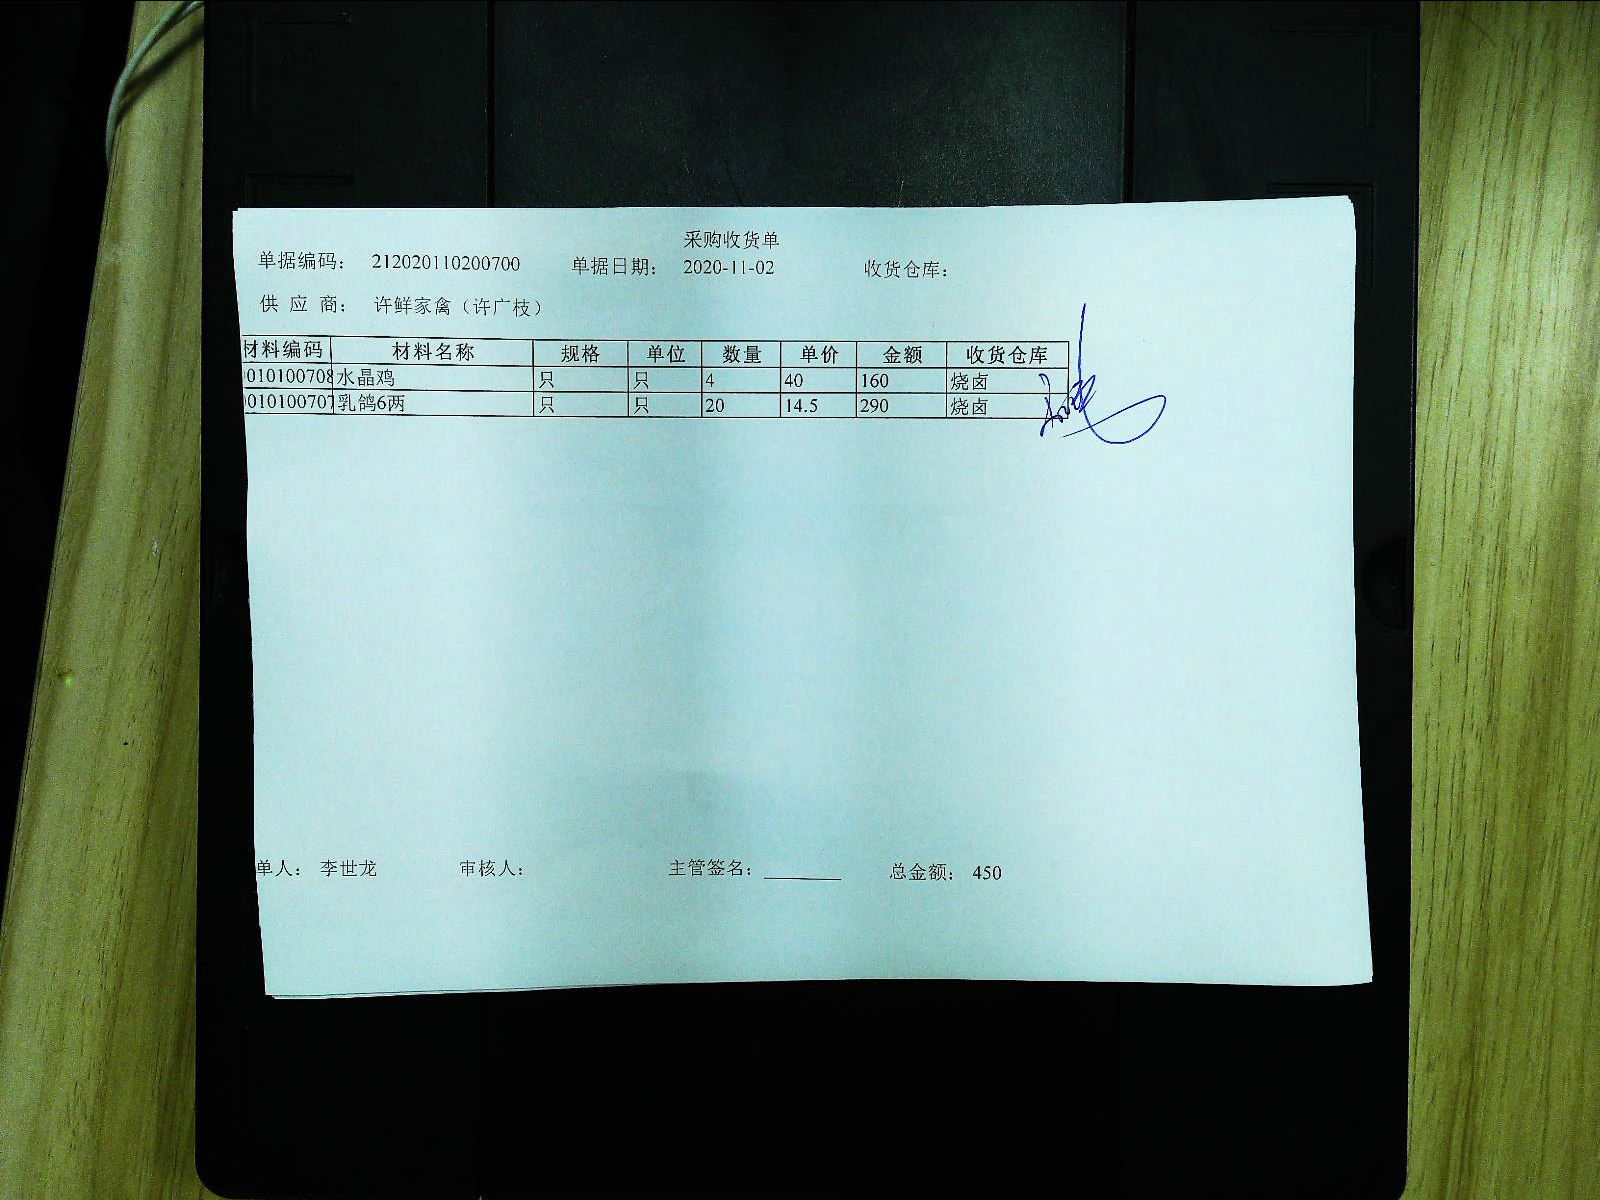 采购收货单
单据编码： 212020110200700 单据日期： 2020-11-02 收货仓库：
供 应 商： 许鲜家禽（许广枝）
材料编码 材料名称 规格 单位 数量 单价 金额 收货仓库
010100708 水晶鸡 只 只 4 40 160 烧卤
010100707 乳鸽6两 只 只 20 14.5 290 烧卤
单人： 李世龙 审核人： 主管签名： 总金额： 450